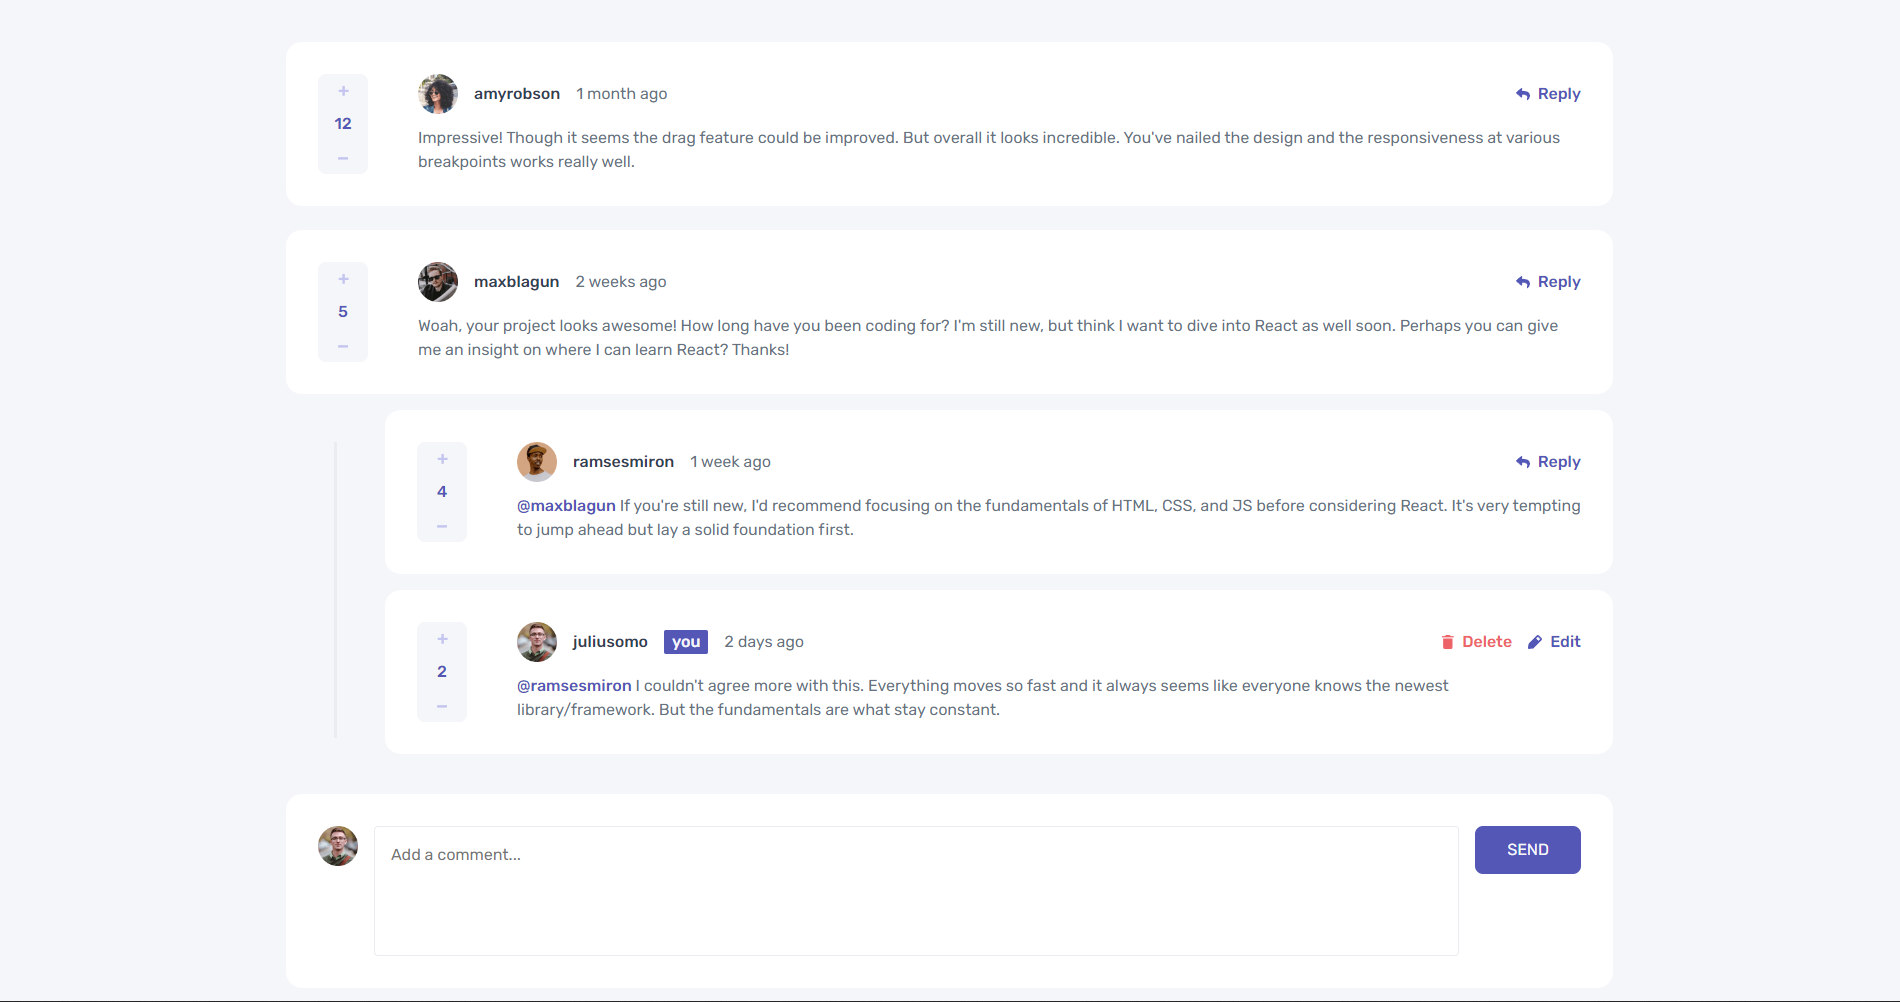 +
12
−
amyrobson 1 month ago Reply
Impressive! Though it seems the drag feature could be improved. But overall it looks incredible. You've nailed the design and the responsiveness at various
breakpoints works really well.
+
5
−
maxblagun 2 weeks ago Reply
Woah, your project looks awesome! How long have you been coding for? I'm still new, but think I want to dive into React as well soon. Perhaps you can give
me an insight on where I can learn React? Thanks!
+
4
−
ramsesmiron 1 week ago Reply
@maxblagun If you're still new, I'd recommend focusing on the fundamentals of HTML, CSS, and JS before considering React. It's very tempting
to jump ahead but lay a solid foundation first.
+
2
−
juliusomo you 2 days ago Delete Edit
@ramsesmiron I couldn't agree more with this. Everything moves so fast and it always seems like everyone knows the newest
library/framework. But the fundamentals are what stay constant.
Add a comment...
SEND